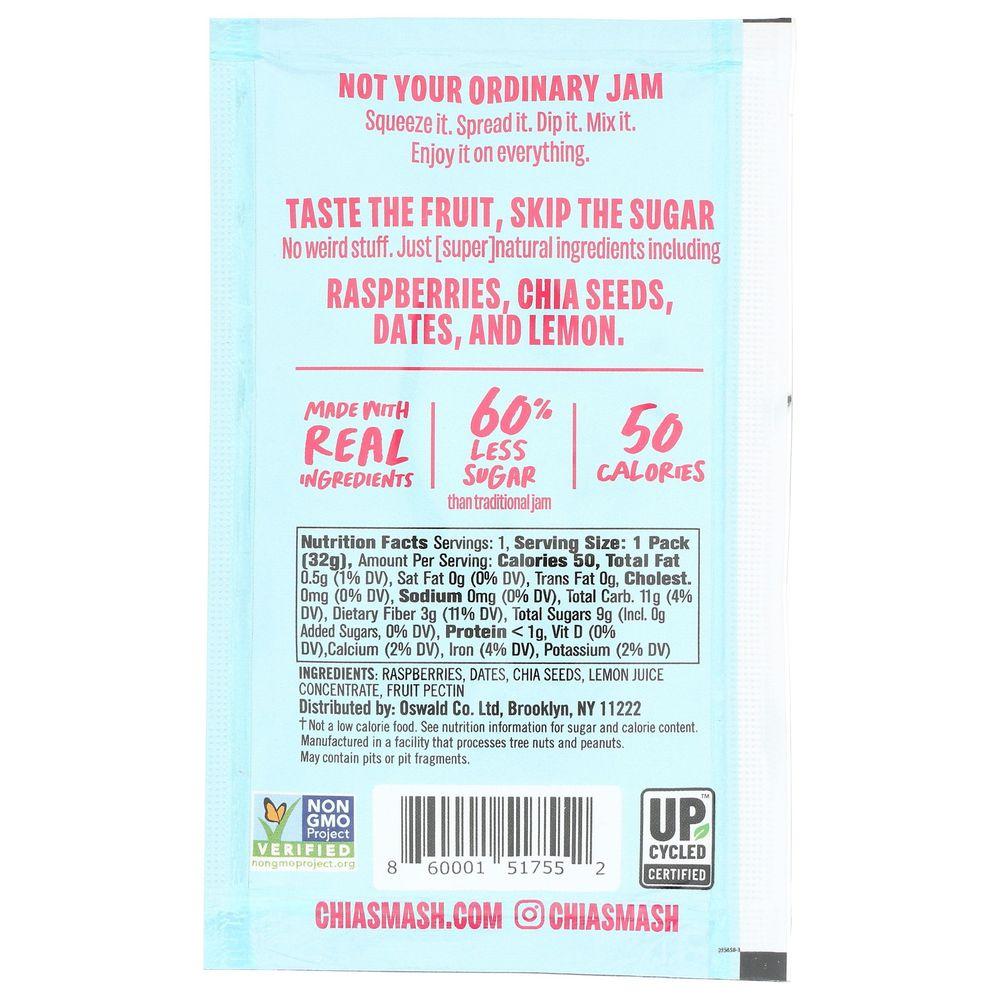 NOT YOUR ORDINARY JAM
Squeeze it. Spread it. Dip it. Mix it.
Enjoy it on everything.
TASTE THE FRUIT, SKIP THE SUGAR
No weird stuff. Just [super]natural ingredients including
RASPBERRIES, CHIA SEEDS,
DATES, AND LEMON.
MADE WITH
REAL
INGREDIENTS
60%
LESS
SUGAR
than traditional jam
50
CALORIES
Nutrition Facts Servings: 1, Serving Size: 1 Pack
(32g), Amount Per Serving: Calories 50, Total Fat
0.5g (1% DV), Sat Fat 0g (0% DV), Trans Fat 0g, Cholest.
0mg (0% DV), Sodium 0mg (0% DV), Total Carb. 11g (4%
DV), Dietary Fiber 3g (11% DV), Total Sugars 9g (Incl. 0g
Added Sugars, 0% DV), Protein < 1g, Vit D (0%
DV),Calcium (2% DV), Iron (4% DV), Potassium (2% DV)
INGREDIENTS: RASPBERRIES, DATES, CHIA SEEDS, LEMON JUICE
CONCENTRATE, FRUIT PECTIN
Distributed by: Oswald Co. Ltd, Brooklyn, NY 11222
†Not a low calorie food. See nutrition information for sugar and calorie content.
Manufactured in a facility that processes tree nuts and peanuts.
May contain pits or pit fragments.
NON
GMO
Project
VERIFIED
nongmoproject.org
8 60001 51755 2
UP TM
CYCLED
CERTIFIED
CHIASMASH.COM CHIASMASH